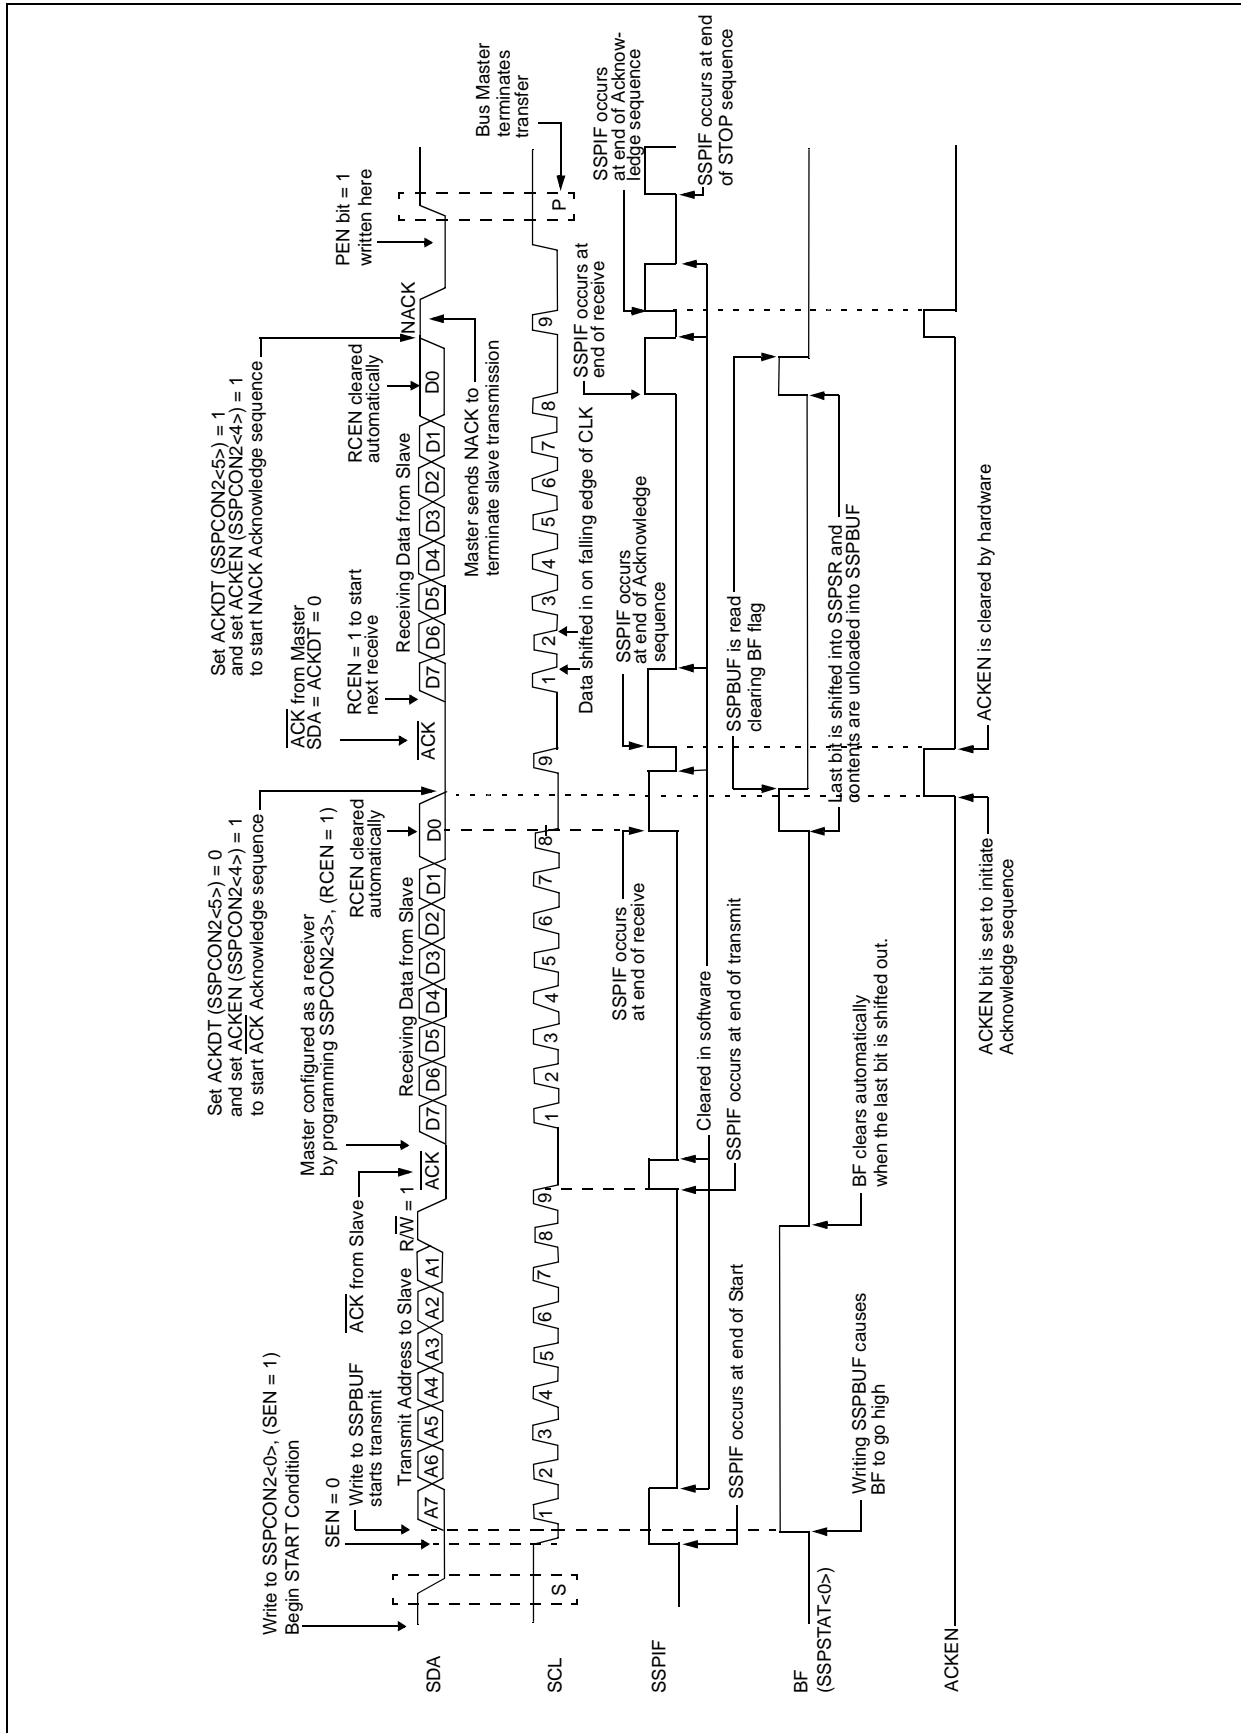 Write to SSPCON2<0>, (SEN = 1)
Begin START Condition
SEN = 0
Write to SSPBUF
starts transmit
ACK from Slave
Master configured as a receiver
by programming SSPCON2<3>, (RCEN = 1)
Set ACKDT (SSPCON2<5>) = 0
and set ACKEN (SSPCON2<4>) = 1
to start ACK Acknowledge sequence
RCEN cleared
automatically
ACK from Master
SDA = ACKDT = 0
RCEN = 1 to start
next receive
Set ACKDT (SSPCON2<5>) = 1
and set ACKEN (SSPCON2<4>) = 1
to start NACK Acknowledge sequence
RCEN cleared
automatically
PEN bit = 1
written here
Transmit Address to Slave
R/W = 1
Receiving Data from Slave
Receiving Data from Slave
SDA
A7 A6 A5 A4 A3 A2 A1
ACK
D7 D6 D5 D4 D3 D2 D1 D0
ACK
D7 D6 D5 D4 D3 D2 D1 D0
NACK
Master sends NACK to
terminate slave transmission
Bus Master
terminates
transfer
SCL
S
1 2 3 4 5 6 7 8 9
1 2 3 4 5 6 7 8
9
1 2 3 4 5 6 7 8
9
P
Data shifted in on falling edge of CLK
SSPIF occurs
at end of receive
SSPIF occurs
at end of Acknowledge
sequence
SSPIF occurs at
end of receive
SSPIF occurs
at end of Acknow-
ledge sequence
SSPIF
SSPIF occurs at end of Start
Cleared in software
SSPIF occurs at end of transmit
SSPIF occurs at end
of STOP sequence
SSPBUF is read
clearing BF flag
BF
(SSPSTAT<0>)
Writing SSPBUF causes
BF to go high
BF clears automatically
when the last bit is shifted out.
Last bit is shifted into SSPSR and
contents are unloaded into SSPBUF
ACKEN
ACKEN bit is set to initiate
Acknowledge sequence
ACKEN is cleared by hardware